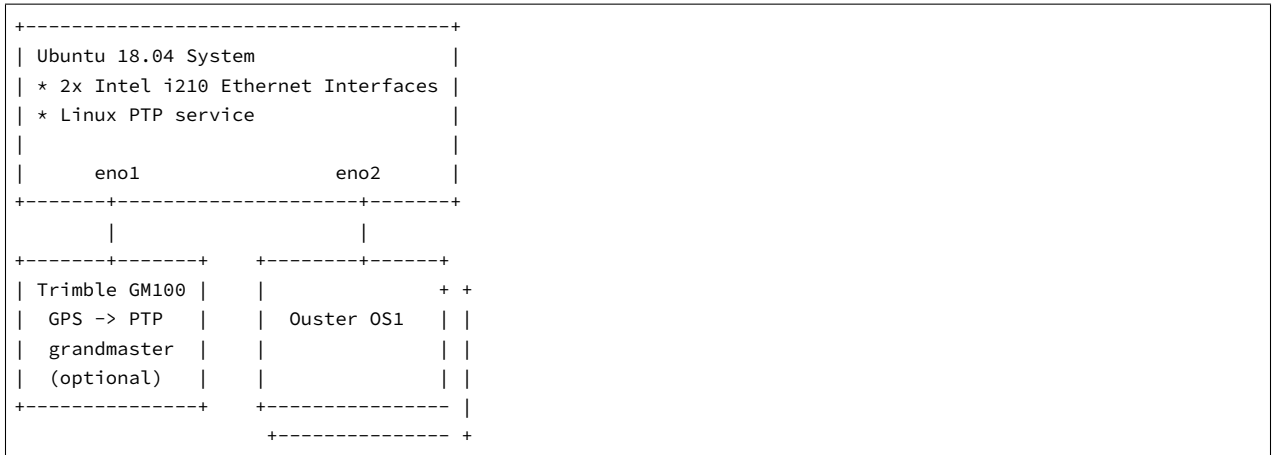 +-------------------------------------+
| Ubuntu 18.04 System                 |
| * 2x Intel i210 Ethernet Interfaces |
| * Linux PTP service                 |
|                                     |
|      eno1                 eno2      |
+-------+---------------------+-------+
        |                     |
+-------+-------+    +--------+------+
| Trimble GM100 |    |               + +
|  GPS -> PTP   |    |  Ouster OS1   | |
|  grandmaster  |    |               | |
|  (optional)   |    |               | |
+---------------+    +---------------- |
                      +--------------- +